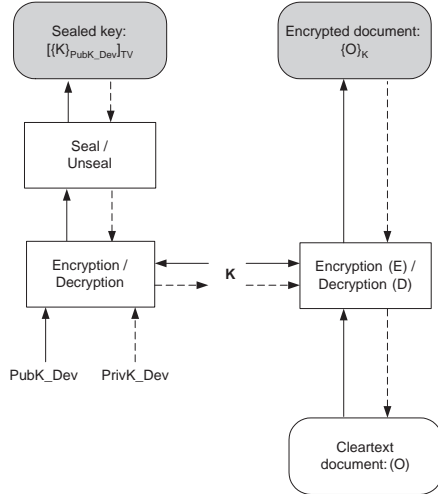 Sealed key:
[{K}PubK_Dev]TV
Encrypted document:
{O}K
Seal /
Unseal
Encryption /
Decryption
K
Encryption (E) /
Decryption (D)
PubK_Dev
PrivK_Dev
Cleartext
document: (O)